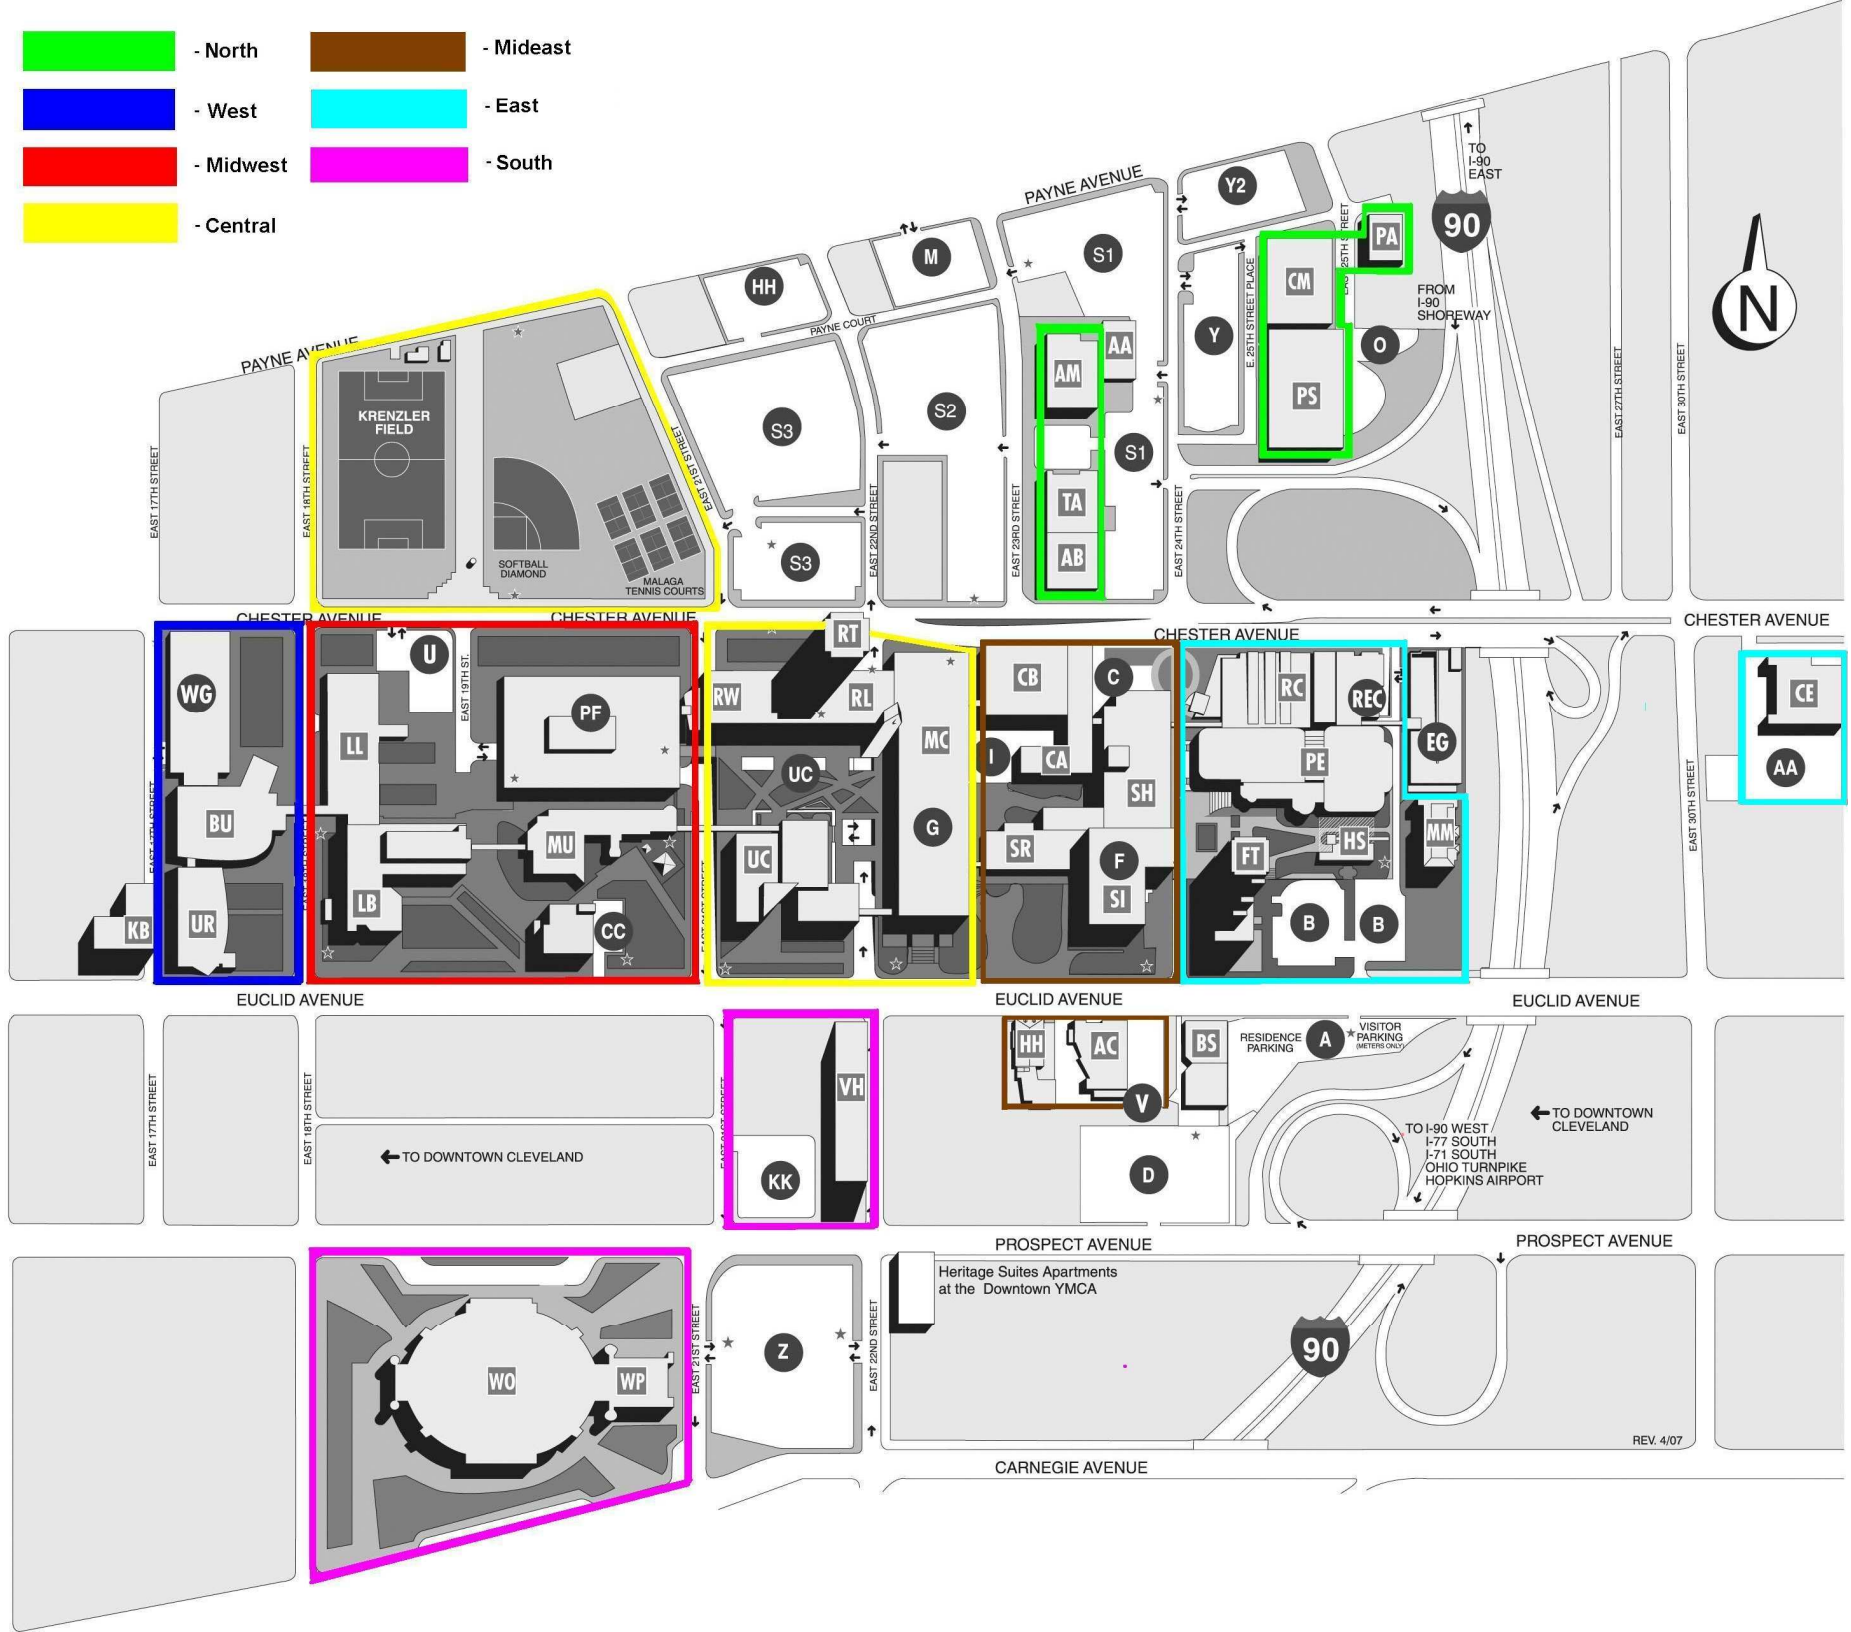 - North
- West
- Midwest
- Central
- Mideast
- East
- South
PAYNE AVENUE
Y2
TO
I-90
EAST
90
PA
S1
M
HH
CM
EAST 25TH STREET
E. 25TH STREET PLACE
FROM
I-90
SHOREWAY
N
PAYNE COURT
PAYNE AVENUE
Y
O
AA
AM
PS
KRENZLER
FIELD
S3
S2
S1
EAST 17TH STREET
EAST 18TH STREET
EAST 21ST STREET
EAST 22ND STREET
EAST 23RD STREET
EAST 24TH STREET
EAST 27TH STREET
EAST 30TH STREET
TA
AB
SOFTBALL
DIAMOND
MALAGA
TENNIS COURTS
S3
CHESTER AVENUE
CHESTER AVENUE
CHESTER AVENUE
CHESTER AVENUE
RT
U
EAST 19TH ST.
WG
PF
LL
RW
RL
MC
CB
C
RC
REC
CE
I
CA
PE
EG
AA
UC
SH
BU
MU
G
SR
F
HS
MM
UC
FT
LB
SI
KB
UR
CC
B
B
EAST 17TH STREET
EAST 30TH STREET
EUCLID AVENUE
EUCLID AVENUE
EUCLID AVENUE
HH
AC
BS
RESIDENCE
PARKING
A
VISITOR
PARKING
(METERS ONLY)
VH
V
EAST 17TH STREET
EAST 18TH STREET
EAST 21ST STREET
TO DOWNTOWN
CLEVELAND
TO I-90 WEST
I-77 SOUTH
I-71 SOUTH
OHIO TURNPIKE
HOPKINS AIRPORT
TO DOWNTOWN CLEVELAND
KK
D
PROSPECT AVENUE
PROSPECT AVENUE
Heritage Suites Apartments
at the Downtown YMCA
EAST 21ST STREET
EAST 22ND STREET
Z
90
WO
WP
REV. 4/07
CARNEGIE AVENUE